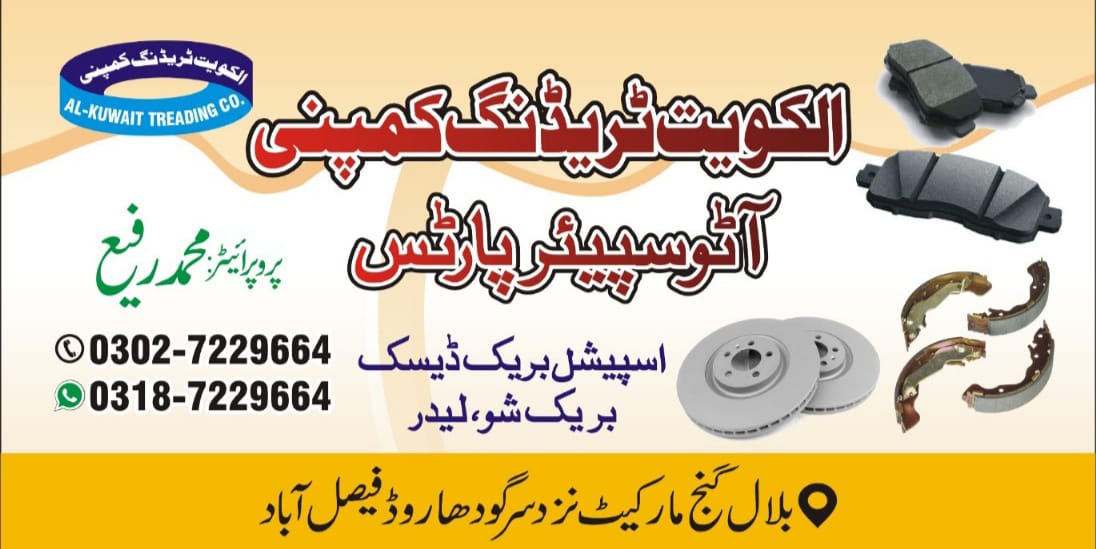 الکویت ٹریڈنگ کمپنی
AL-KUWAIT TREADING CO.
الکویت ٹریڈنگ کمپنی
آٹو سپیئر پارٹس
پروپرائیٹر: محمد رفیع
0302-7229664
0318-7229664
اسپیشل بریک ڈیسک
بریک شو، لیدر
بلال گنج مارکیٹ نزد سرگودھا روڈ فیصل آباد